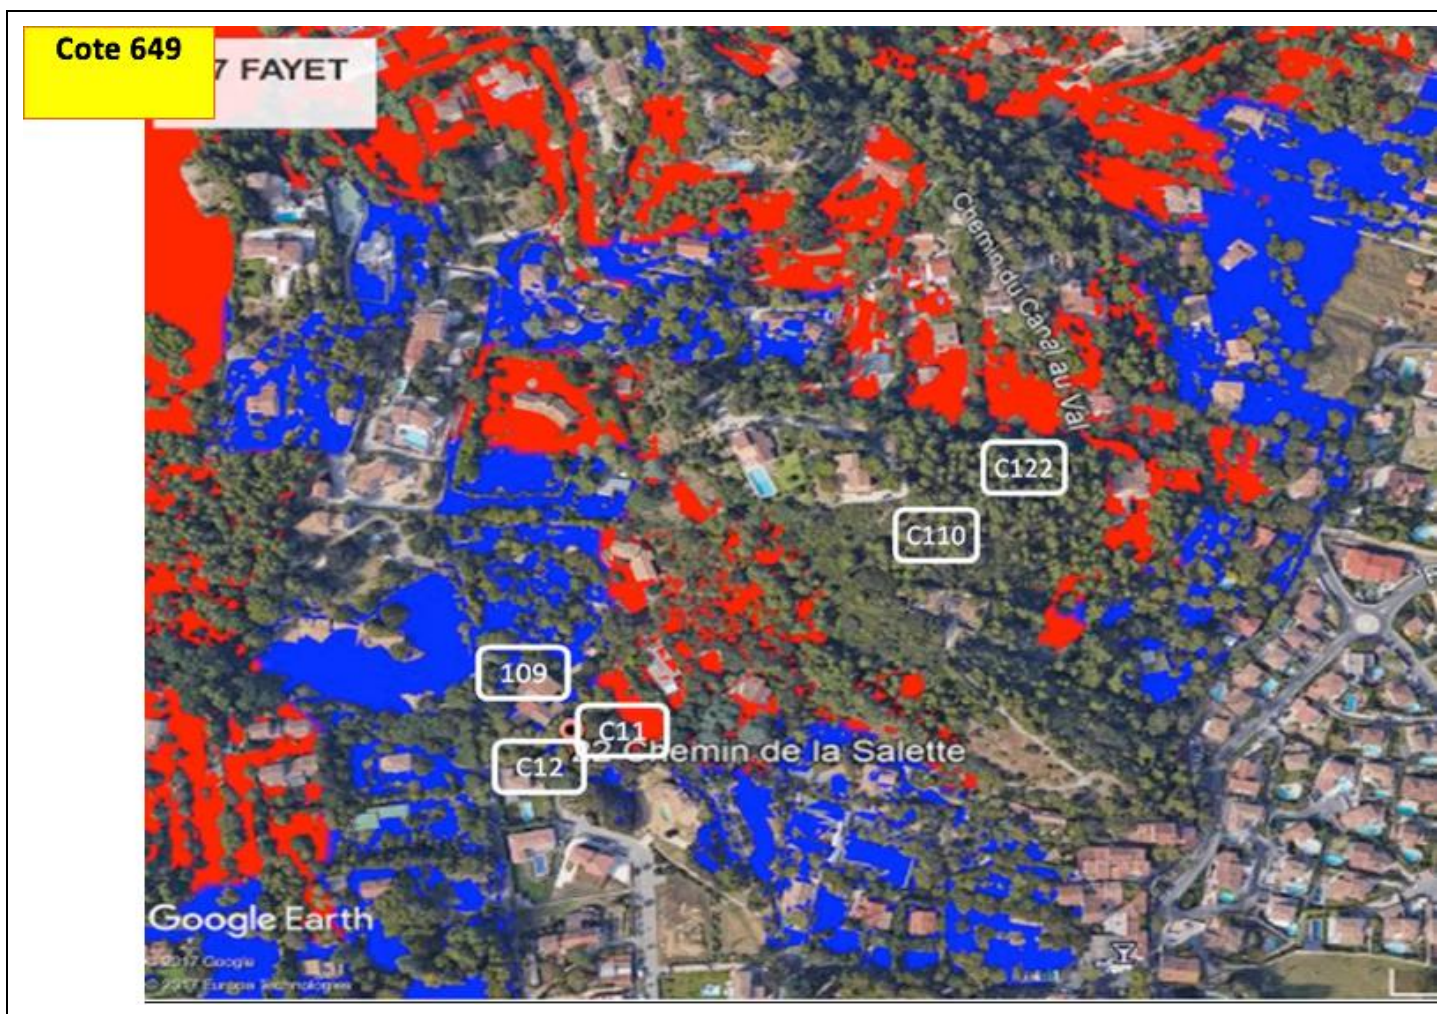 Cote 649
7 FAYET
Chemin du Canal au Val
C122
C110
109
C11
22 Chemin de la Salette
C12
Google Earth
© 2017 Google
© 2017 Europa Technologies